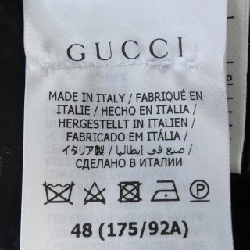 GUCCI
MADE IN ITALY / FABRIQUÉ EN
ITALIE / HECHO EN ITALIA /
HERGESTELLT IN ITALIEN /
FABRICADO EM ITÁLIA /
イタリア製 / صنع في إيطاليا /
СДЕЛАНО В ИТАЛИИ
48 (175/92A)